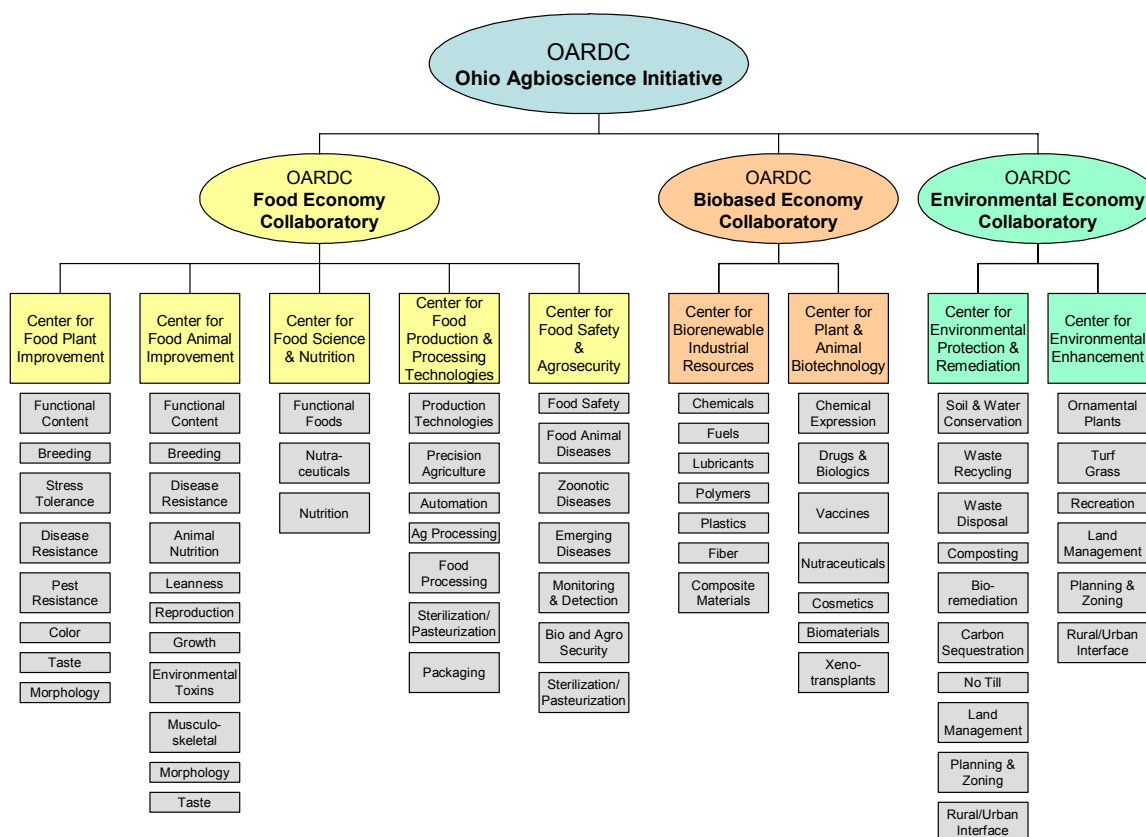 OARDC
Ohio Agbioscience Initiative
OARDC
Food Economy
Collaboratory
OARDC
Biobased Economy
Collaboratory
OARDC
Environmental Economy
Collaboratory
Center for
Food Plant
Improvement
Functional
Content
Breeding
Stress
Tolerance
Disease
Resistance
Pest
Resistance
Color
Taste
Morphology
Center for
Food Animal
Improvement
Functional
Content
Breeding
Disease
Resistance
Animal
Nutrition
Leanness
Reproduction
Growth
Environmental
Toxins
Musculo-
skeletal
Morphology
Taste
Center for
Food Science
& Nutrition
Functional
Foods
Nutra-
ceuticals
Nutrition
Center for
Food
Production &
Processing
Technologies
Production
Technologies
Precision
Agriculture
Automation
Ag Processing
Food
Processing
Sterilization/
Pasteurization
Packaging
Center for
Food Safety
&
Agrosecurity
Food Safety
Food Animal
Diseases
Zoonotic
Diseases
Emerging
Diseases
Monitoring
& Detection
Bio and Agro
Security
Sterilization/
Pasteurization
Center for
Biorenewable
Industrial
Resources
Chemicals
Fuels
Lubricants
Polymers
Plastics
Fiber
Composite
Materials
Center for
Plant &
Animal
Biotechnology
Chemical
Expression
Drugs &
Biologics
Vaccines
Nutraceuticals
Cosmetics
Biomaterials
Xeno-
transplants
Center for
Environmental
Protection &
Remediation
Soil & Water
Conservation
Waste
Recycling
Waste
Disposal
Composting
Bio-
remediation
Carbon
Sequestration
No Till
Land
Management
Planning &
Zoning
Rural/Urban
Interface
Center for
Environmental
Enhancement
Ornamental
Plants
Turf
Grass
Recreation
Land
Management
Planning &
Zoning
Rural/Urban
Interface